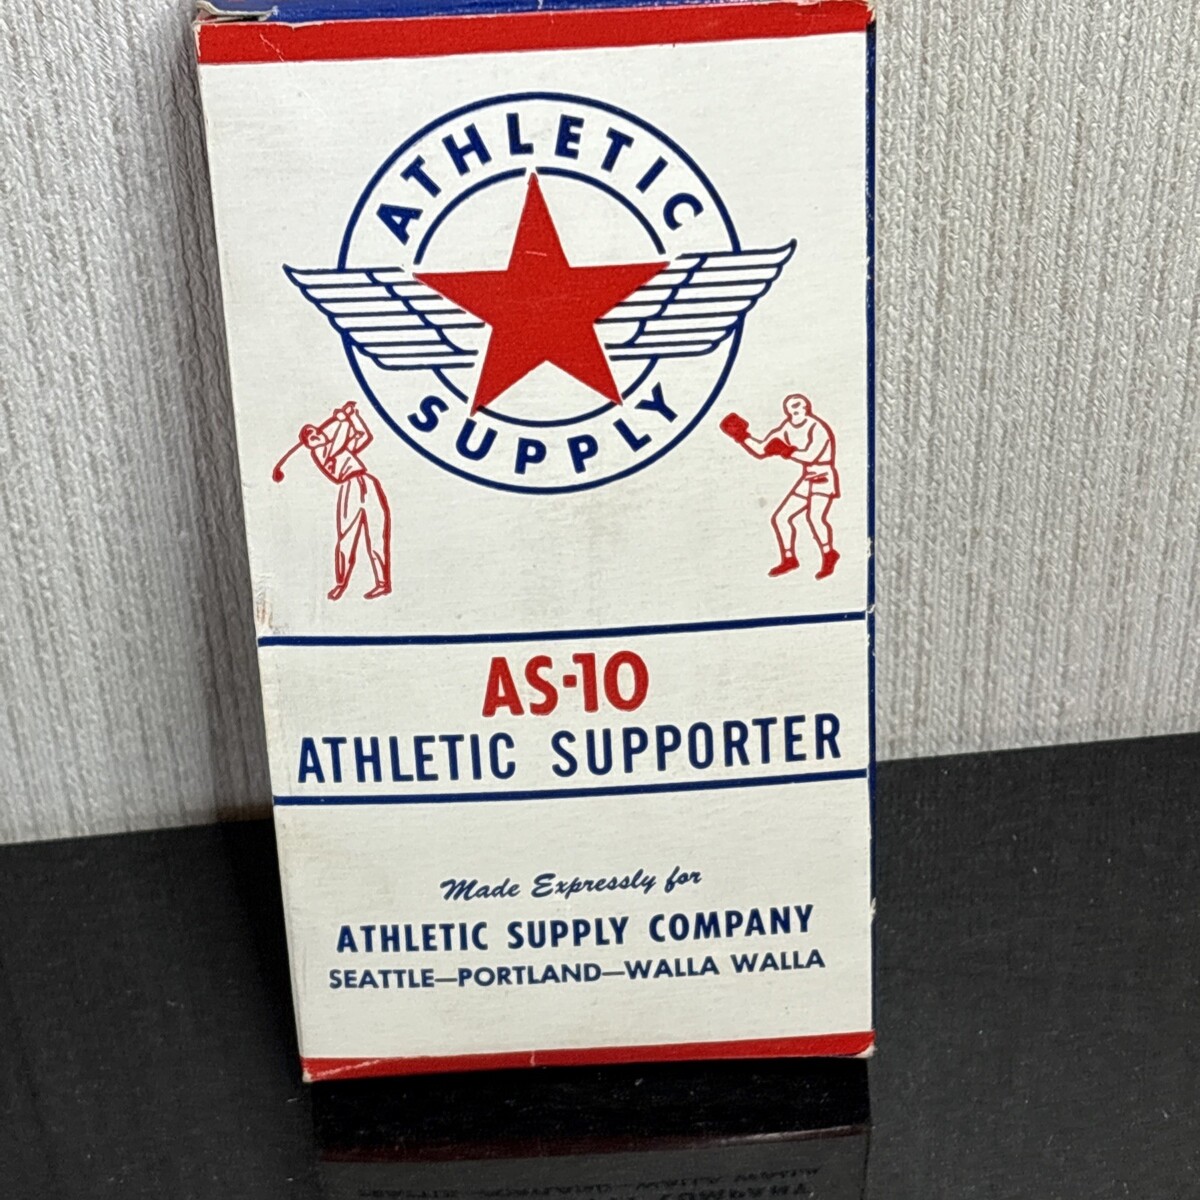 ATHLETIC
SUPPLY
AS-10
ATHLETIC SUPPORTER
Made Expressly for
ATHLETIC SUPPLY COMPANY
SEATTLE—PORTLAND—WALLA WALLA